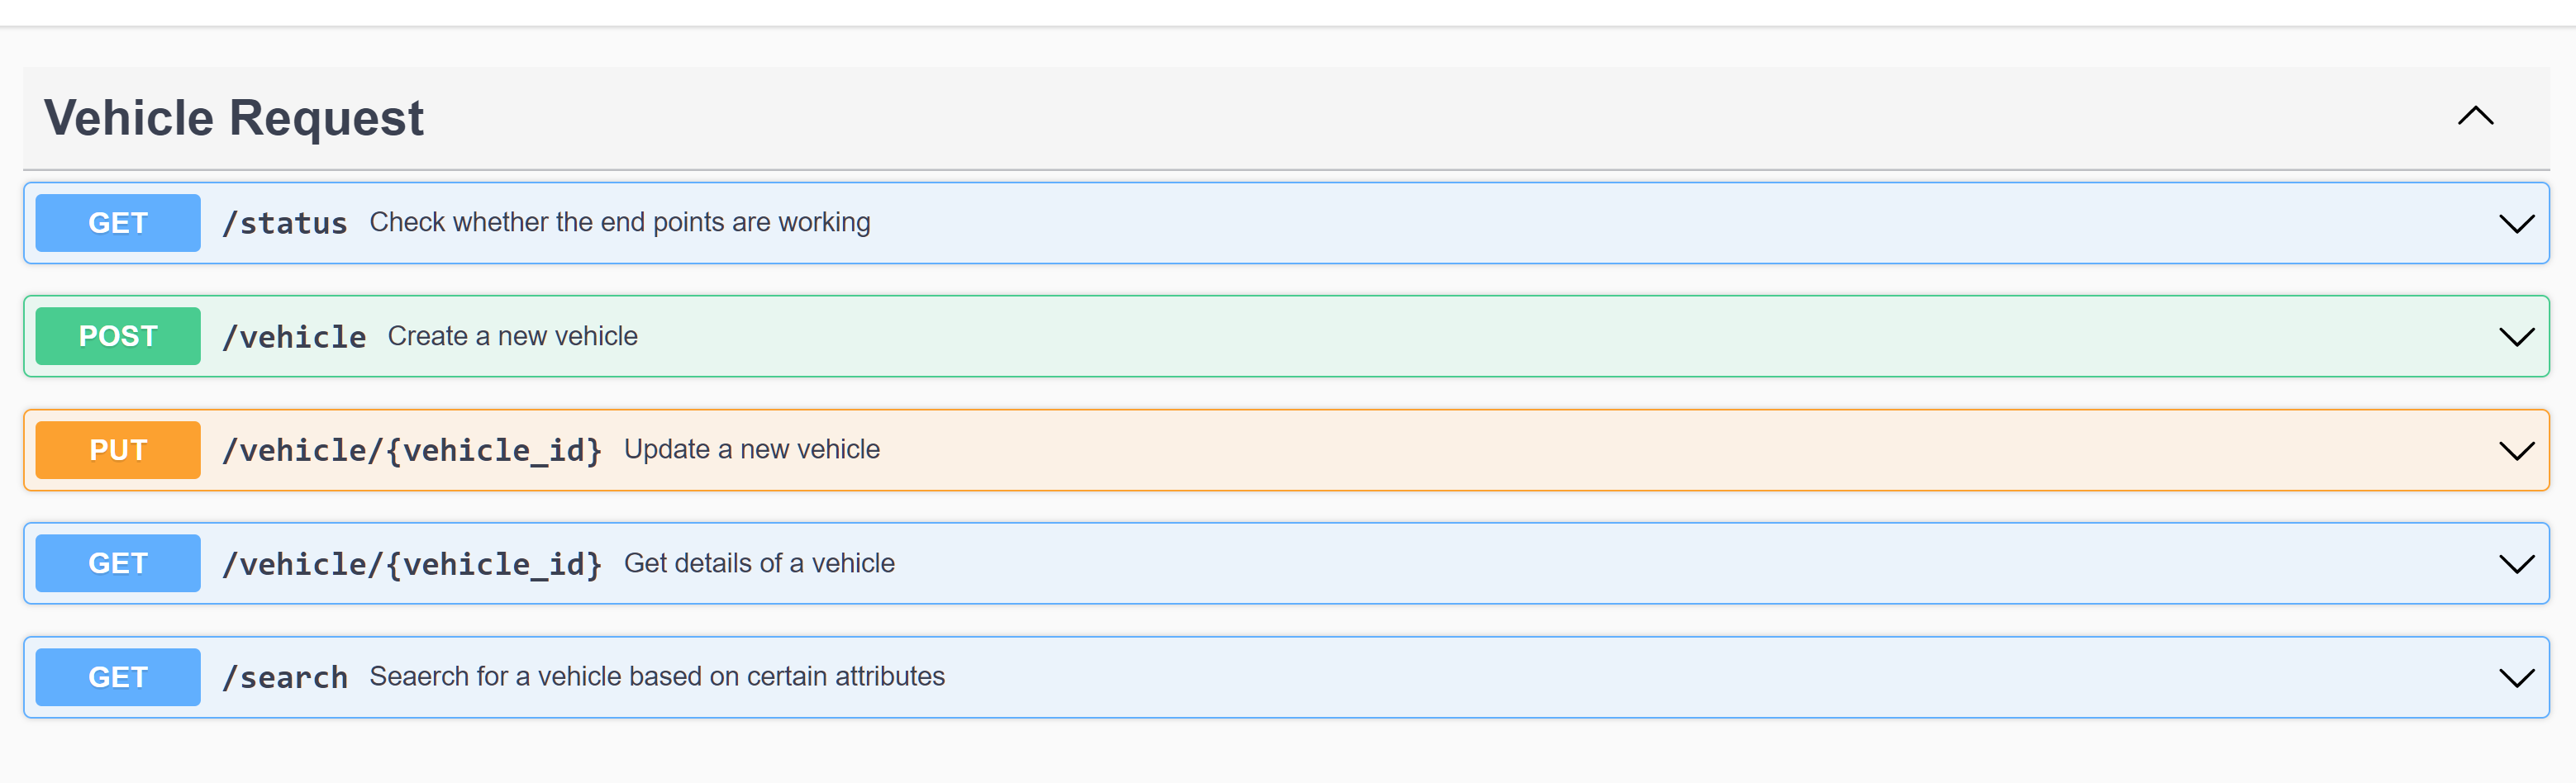 Vehicle Request
GET /status Check whether the end points are working
POST /vehicle Create a new vehicle
PUT /vehicle/{vehicle_id} Update a new vehicle
GET /vehicle/{vehicle_id} Get details of a vehicle
GET /search Seaerch for a vehicle based on certain attributes